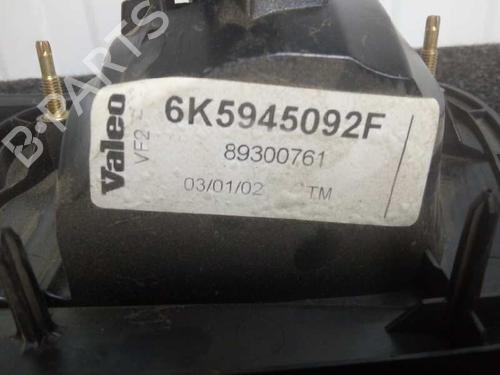 B-PARTS
Valeo
VF2
6K5945092F
89300761
03/01/02 TM